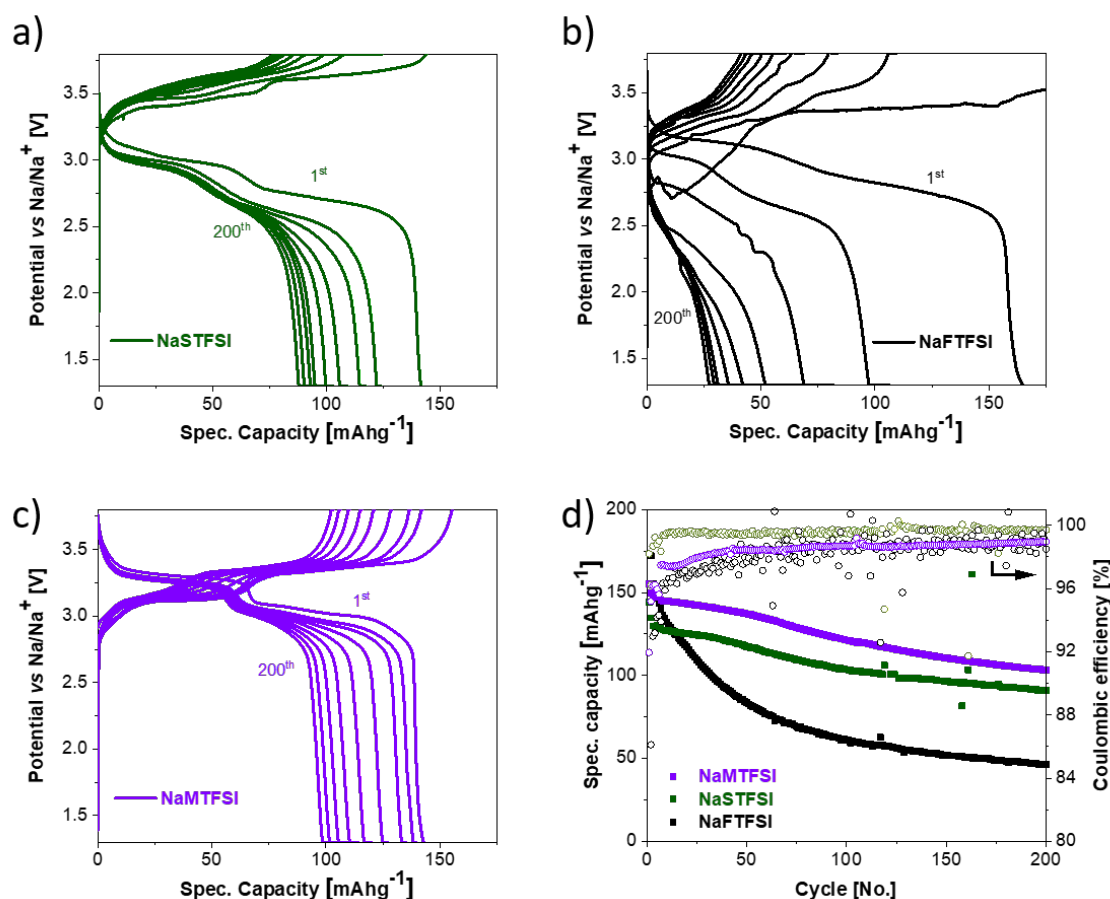 a)
3.5
3.0
2.5
2.0
1.5
Potential vs Na/Na+ [V]
1st
200th
NaSTFSI
0 50 100 150
Spec. Capacity [mAhg-1]
b)
3.5
3.0
2.5
2.0
1.5
Potential vs Na/Na+ [V]
1st
200th
NaFTFSI
0 50 100 150
Spec. Capacity [mAhg-1]
c)
3.5
3.0
2.5
2.0
1.5
Potential vs Na/Na+ [V]
1st
200th
NaMTFSI
0 50 100 150
Spec. Capacity [mAhg-1]
d)
200
150
100
50
0
Spec. capacity [mAhg-1]
NaMTFSI
NaSTFSI
NaFTFSI
100
96
92
88
84
80
Coulombic efficiency [%]
0 50 100 150 200
Cycle [No.]